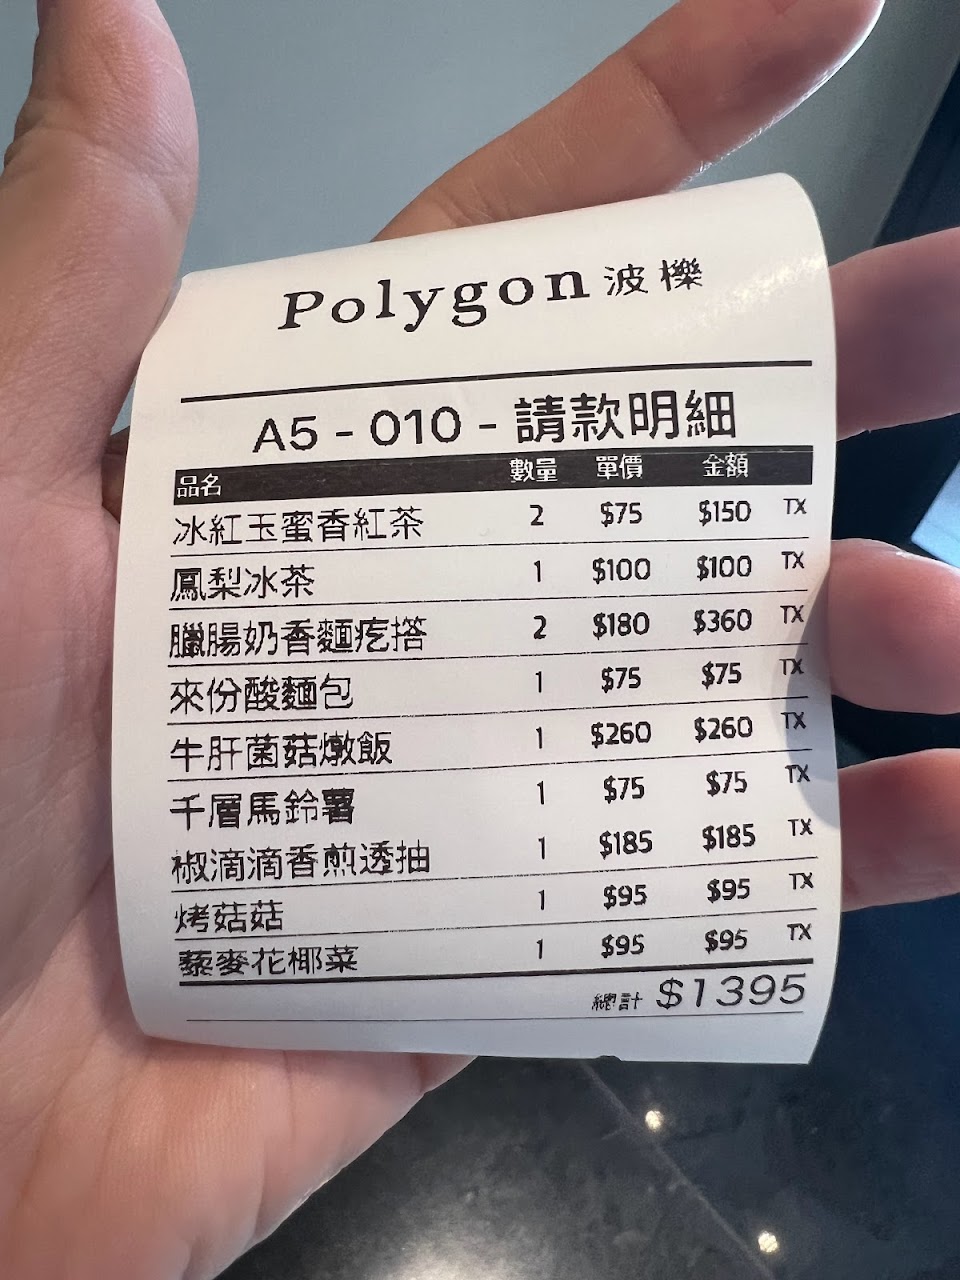 Polygon 波櫟
A5 - 010 - 請款明細
品名 數量 單價 金額
冰紅玉蜜香紅茶 2 $75 $150 TX
鳳梨冰茶 1 $100 $100 TX
臘腸奶香麵疙撘 2 $180 $360 TX
來份酸麵包 1 $75 $75 TX
牛肝菌菇燉飯 1 $260 $260 TX
千層馬鈴薯 1 $75 $75 TX
椒滴滴香煎透抽 1 $185 $185 TX
烤菇菇 1 $95 $95 TX
藜麥花椰菜 1 $95 $95 TX
總計 $1395